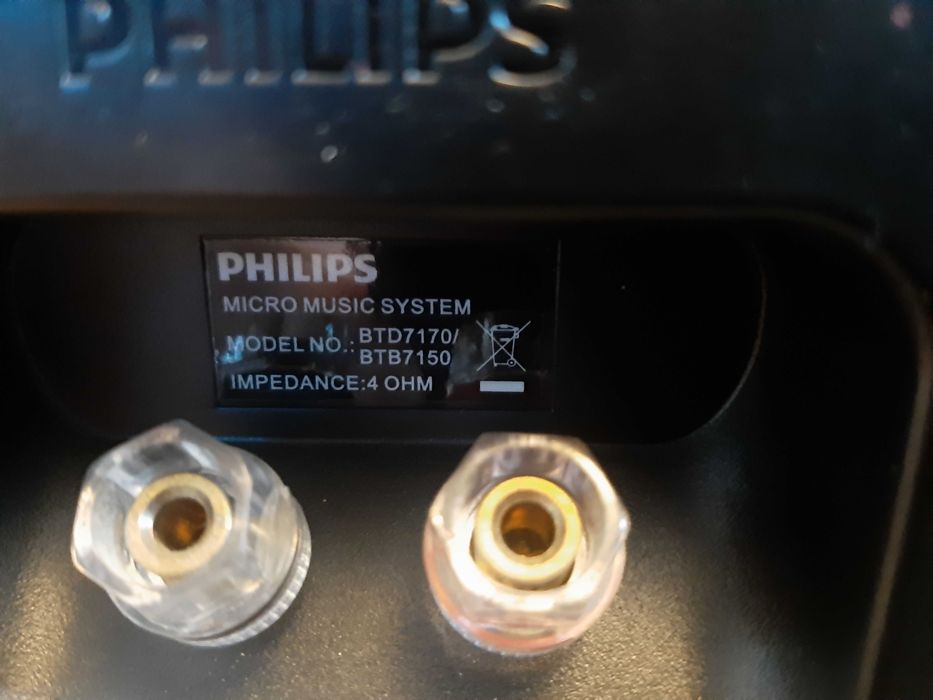 PHILIPS
PHILIPS
MICRO MUSIC SYSTEM
MODEL NO.: BTD7170/
BTB7150
IMPEDANCE:4 OHM